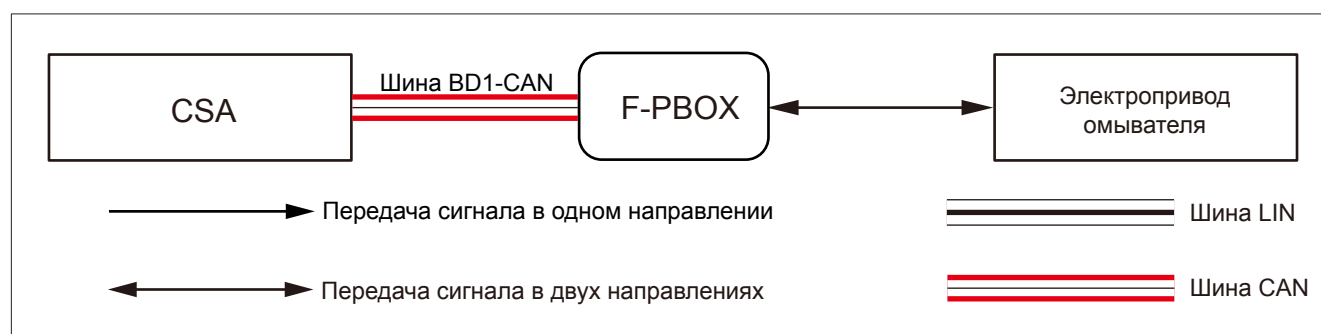 CSA
Шина BD1-CAN
F-PBOX
Электропривод
омывателя
Передача сигнала в одном направлении
Шина LIN
Передача сигнала в двух направлениях
Шина CAN